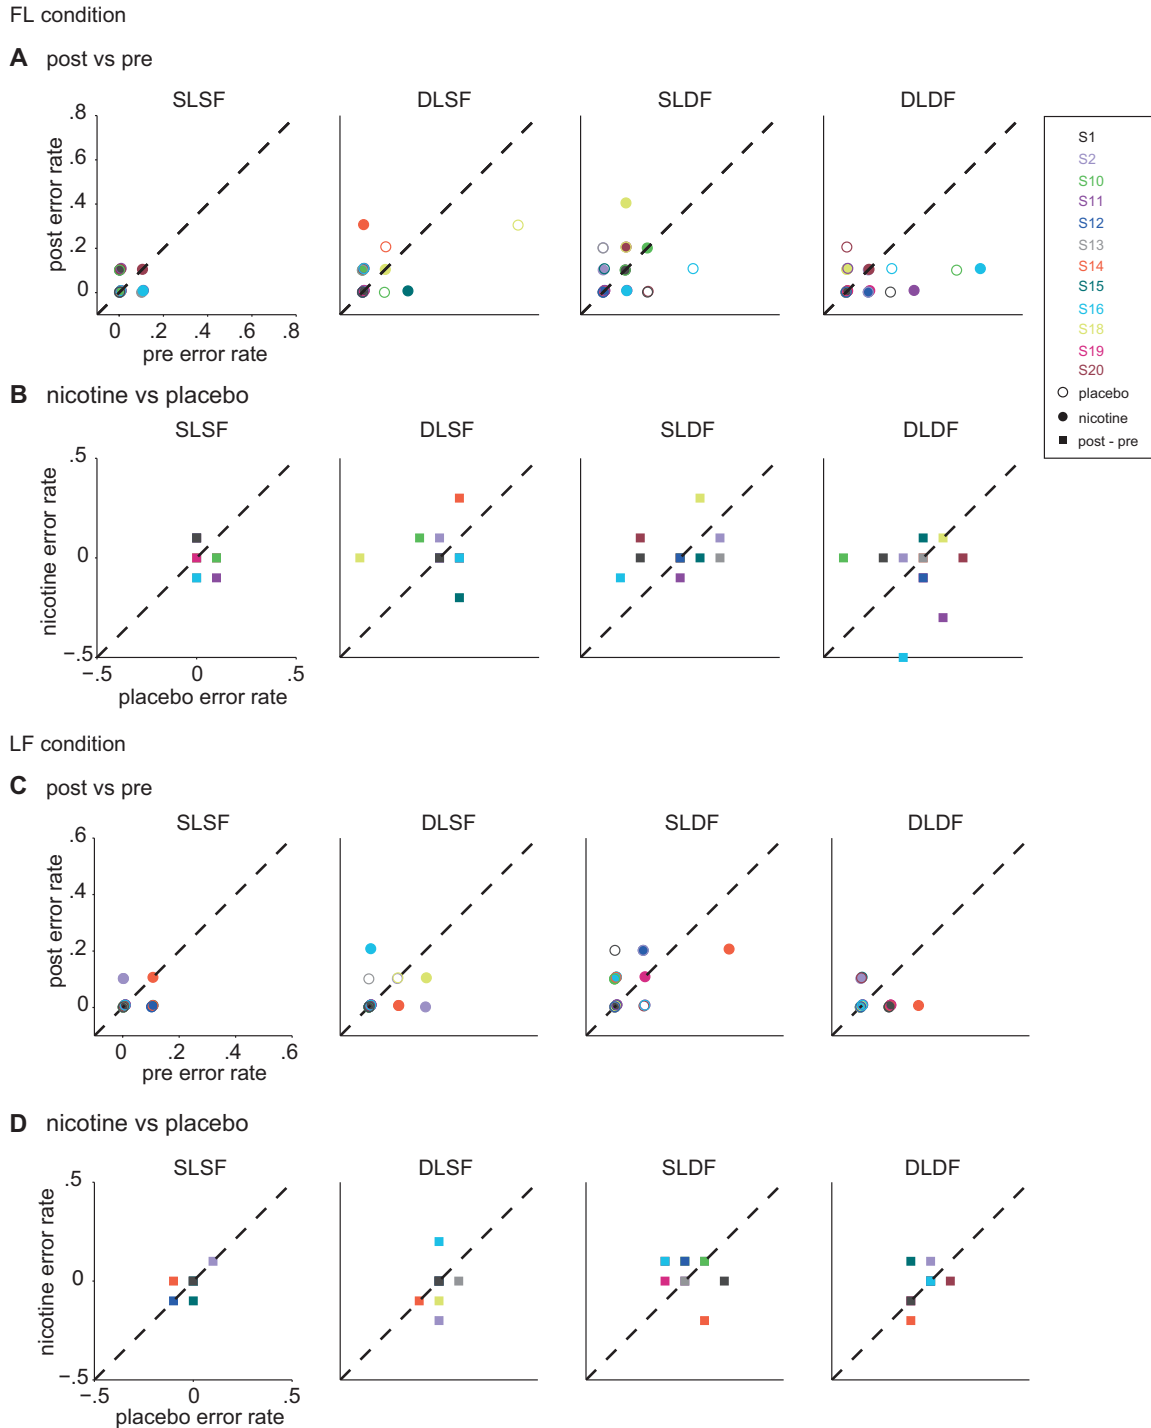 FL condition
A post vs pre
SLSF DLSF SLDF DLDF
.8
.6
.4
.2
0
post error rate
0 .2 .4 .6 .8
pre error rate
S1
S2
S10
S11
S12
S13
S14
S15
S16
S18
S19
S20
placebo
nicotine
post - pre
B nicotine vs placebo
SLSF DLSF SLDF DLDF
.5
0
−.5
nicotine error rate
−.5 0 .5
placebo error rate
LF condition
C post vs pre
SLSF DLSF SLDF DLDF
.6
.4
.2
0
post error rate
0 .2 .4 .6
pre error rate
D nicotine vs placebo
SLSF DLSF SLDF DLDF
.5
0
−.5
nicotine error rate
−.5 0 .5
placebo error rate